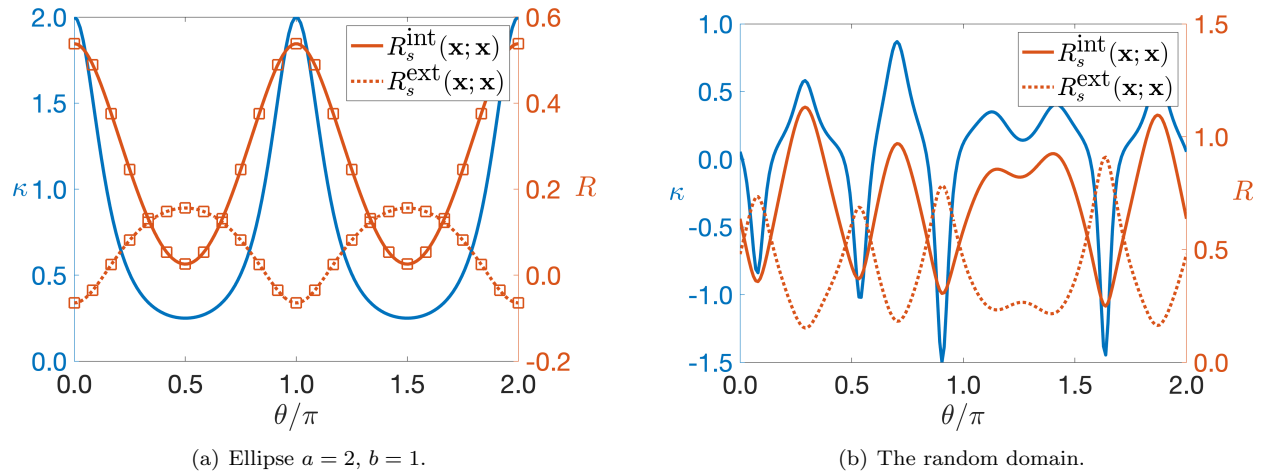 2.0
1.5
1.0
0.5
0.0
κ
0.6
0.4
0.2
0.0
-0.2
R
R_s^int(x; x)
R_s^ext(x; x)
0.0 0.5 1.0 1.5 2.0
θ/π
(a) Ellipse a = 2, b = 1.
1.0
0.5
0.0
-0.5
-1.0
-1.5
κ
1.5
1.0
0.5
0.0
R
R_s^int(x; x)
R_s^ext(x; x)
0.0 0.5 1.0 1.5 2.0
θ/π
(b) The random domain.